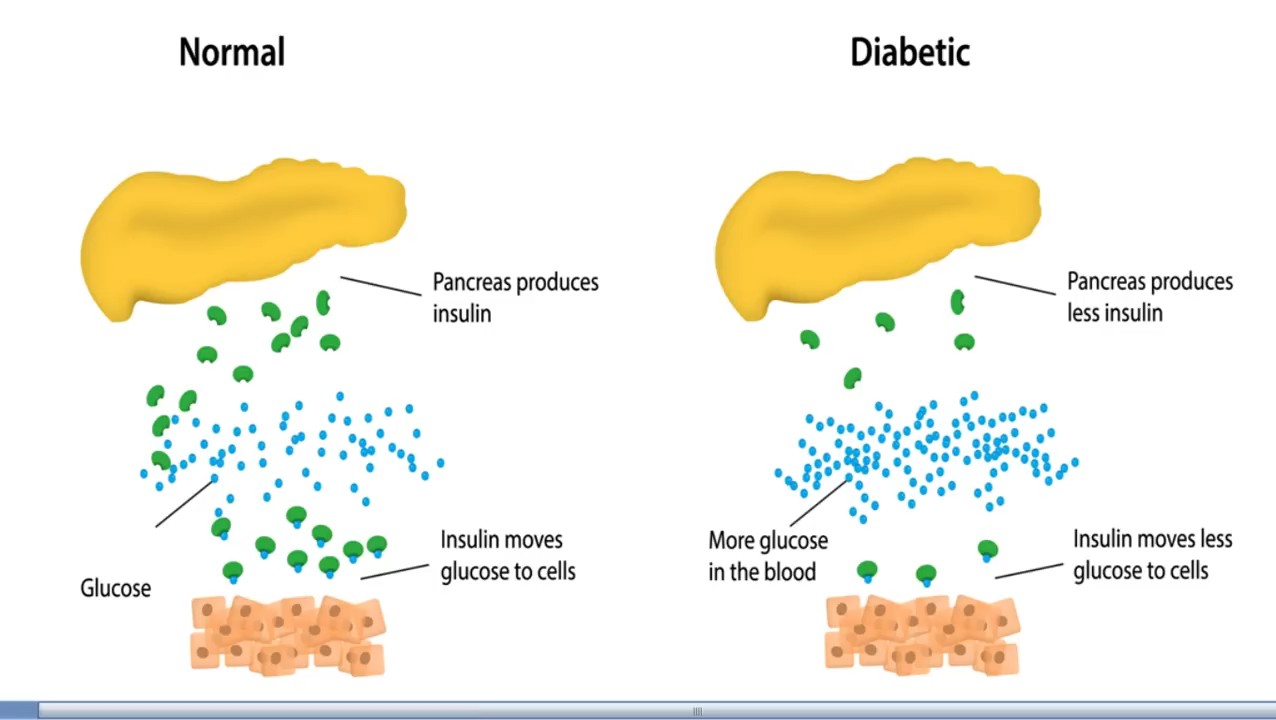 Normal
Pancreas produces
insulin
Glucose
Insulin moves
glucose to cells
Diabetic
Pancreas produces
less insulin
More glucose
in the blood
Insulin moves less
glucose to cells